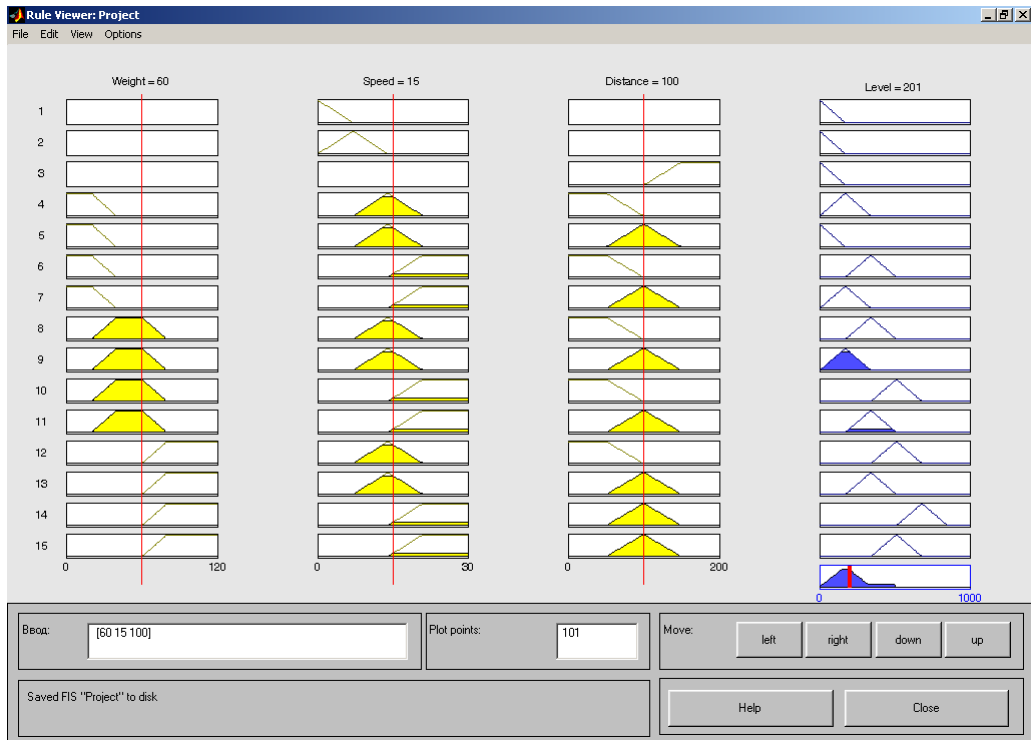 Rule Viewer: Project
File Edit View Options
Weight = 60 Speed = 15 Distance = 100 Level = 201
1
2
3
4
5
6
7
8
9
10
11
12
13
14
15
0 120 0 30 0 200
0 1000
Ввод: [60 15 100] Plot points: 101 Move: left right down up
Saved FIS "Project" to disk
Help Close